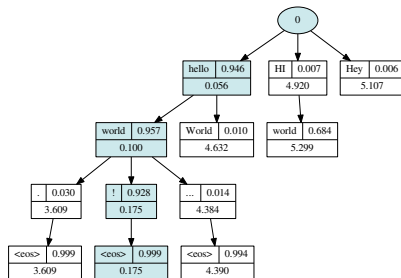 0
hello 0.946 HI 0.007 Hey 0.006
0.056 4.920 5.107
world 0.957 World 0.010 world 0.684
0.100 4.632 5.299
. 0.030 ! 0.928 ... 0.014
3.609 0.175 4.384
<eos> 0.999 <eos> 0.999 <eos> 0.994
3.609 0.175 4.390